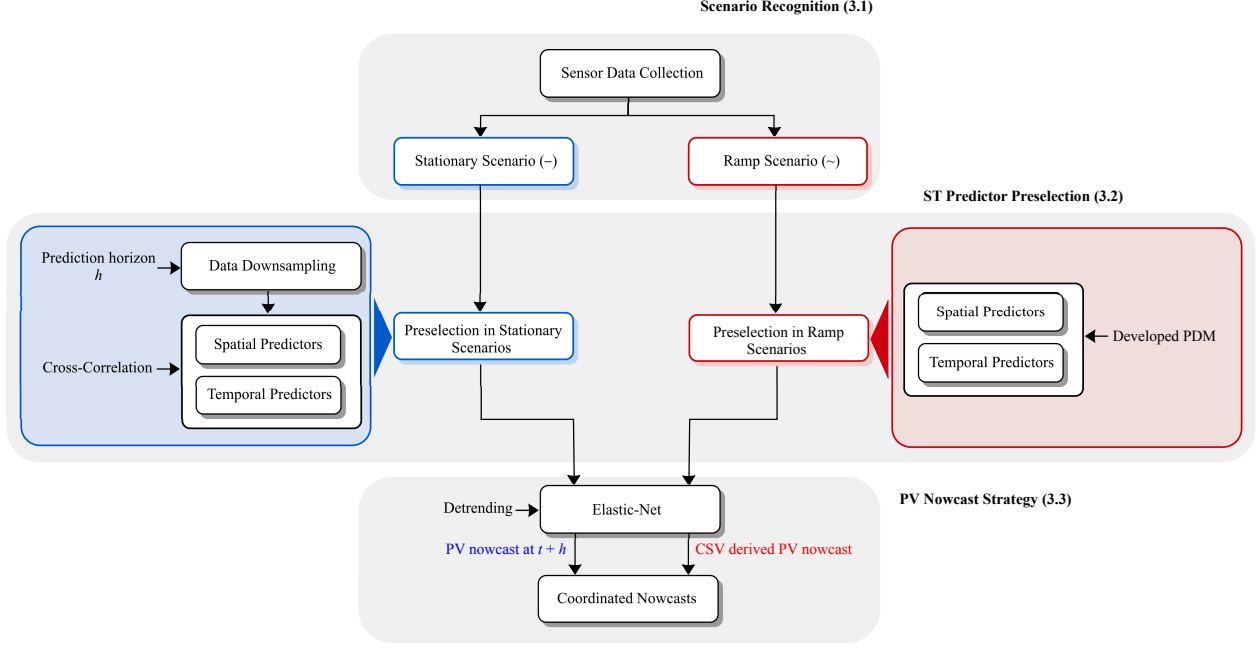 Scenario Recognition (3.1)
Sensor Data Collection
Stationary Scenario (–)
Ramp Scenario (~)
ST Predictor Preselection (3.2)
Prediction horizon
h
Data Downsampling
Cross-Correlation
Spatial Predictors
Temporal Predictors
Preselection in Stationary
Scenarios
Preselection in Ramp
Scenarios
Spatial Predictors
Temporal Predictors
Developed PDM
PV Nowcast Strategy (3.3)
Detrending
Elastic-Net
PV nowcast at t + h
CSV derived PV nowcast
Coordinated Nowcasts